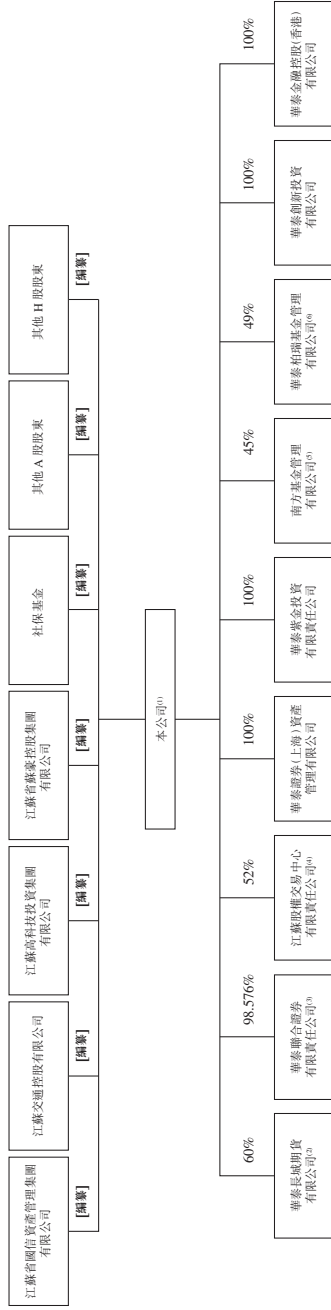 江蘇省國信資產管理集團
有限公司
江蘇交通控股有限公司
江蘇高科技投資集團
有限公司
江蘇省蘇豪控股集團
有限公司
社保基金
其他 A 股股東
其他 H 股股東
[編纂]
[編纂]
[編纂]
[編纂]
[編纂]
[編纂]
[編纂]
本公司(1)
60%
98.576%
52%
100%
100%
45%
49%
100%
100%
華泰長城期貨
有限公司(2)
華泰聯合證券
有限責任公司(3)
江蘇股權交易中心
有限責任公司(4)
華泰證券(上海)資產
管理有限公司
華泰紫金投資
有限責任公司
南方基金管理
有限公司(5)
華泰柏瑞基金管理
有限公司(6)
華泰創新投資
有限公司
華泰金融控股(香港)
有限公司